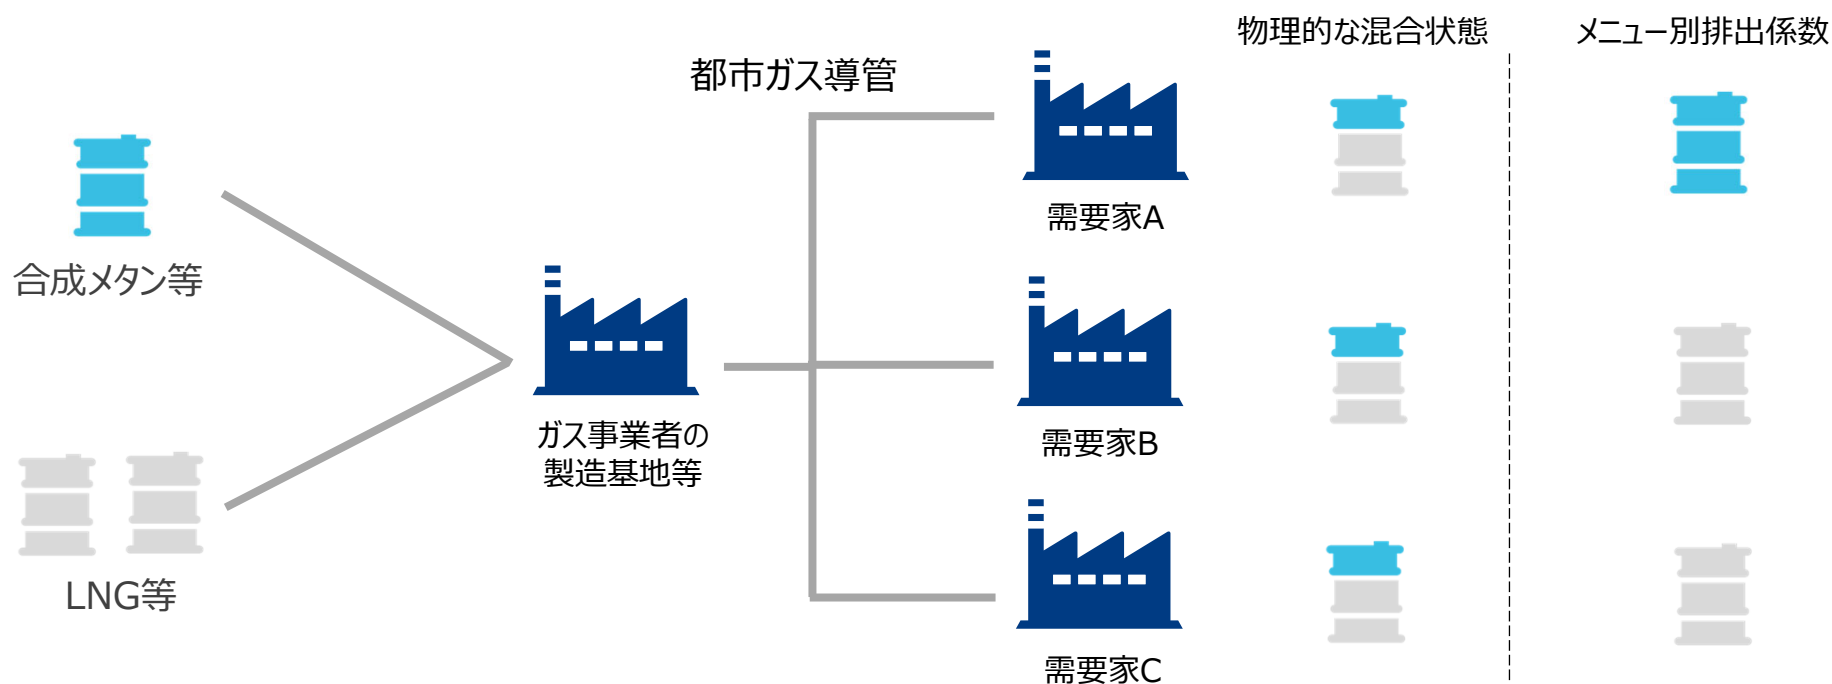 物理的な混合状態
メニュー別排出係数
都市ガス導管
合成メタン等
需要家A
ガス事業者の
製造基地等
需要家B
LNG等
需要家C